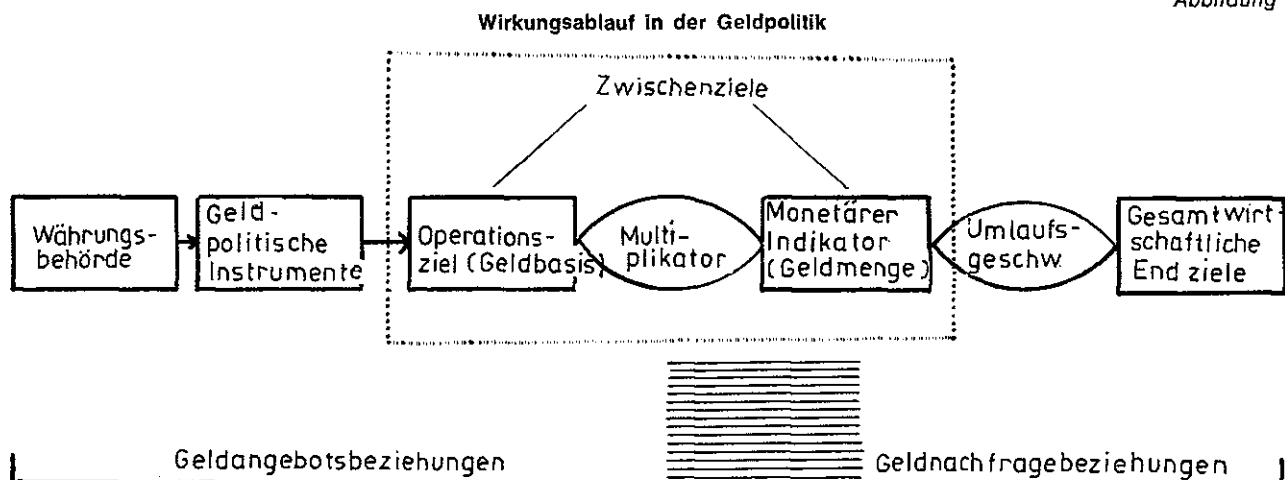 Abbildung
Wirkungsablauf in der Geldpolitik
Zwischenziele
Währungs-
behörde
Geld-
politische
Instrumente
Operations-
ziel (Geldbasis)
Multi-
plikator
Monetärer
Indikator
(Geldmenge)
Umlaufs-
geschw.
Gesamtwirt-
schaftliche
End ziele
Geldangebotsbeziehungen
Geldnachfragebeziehungen